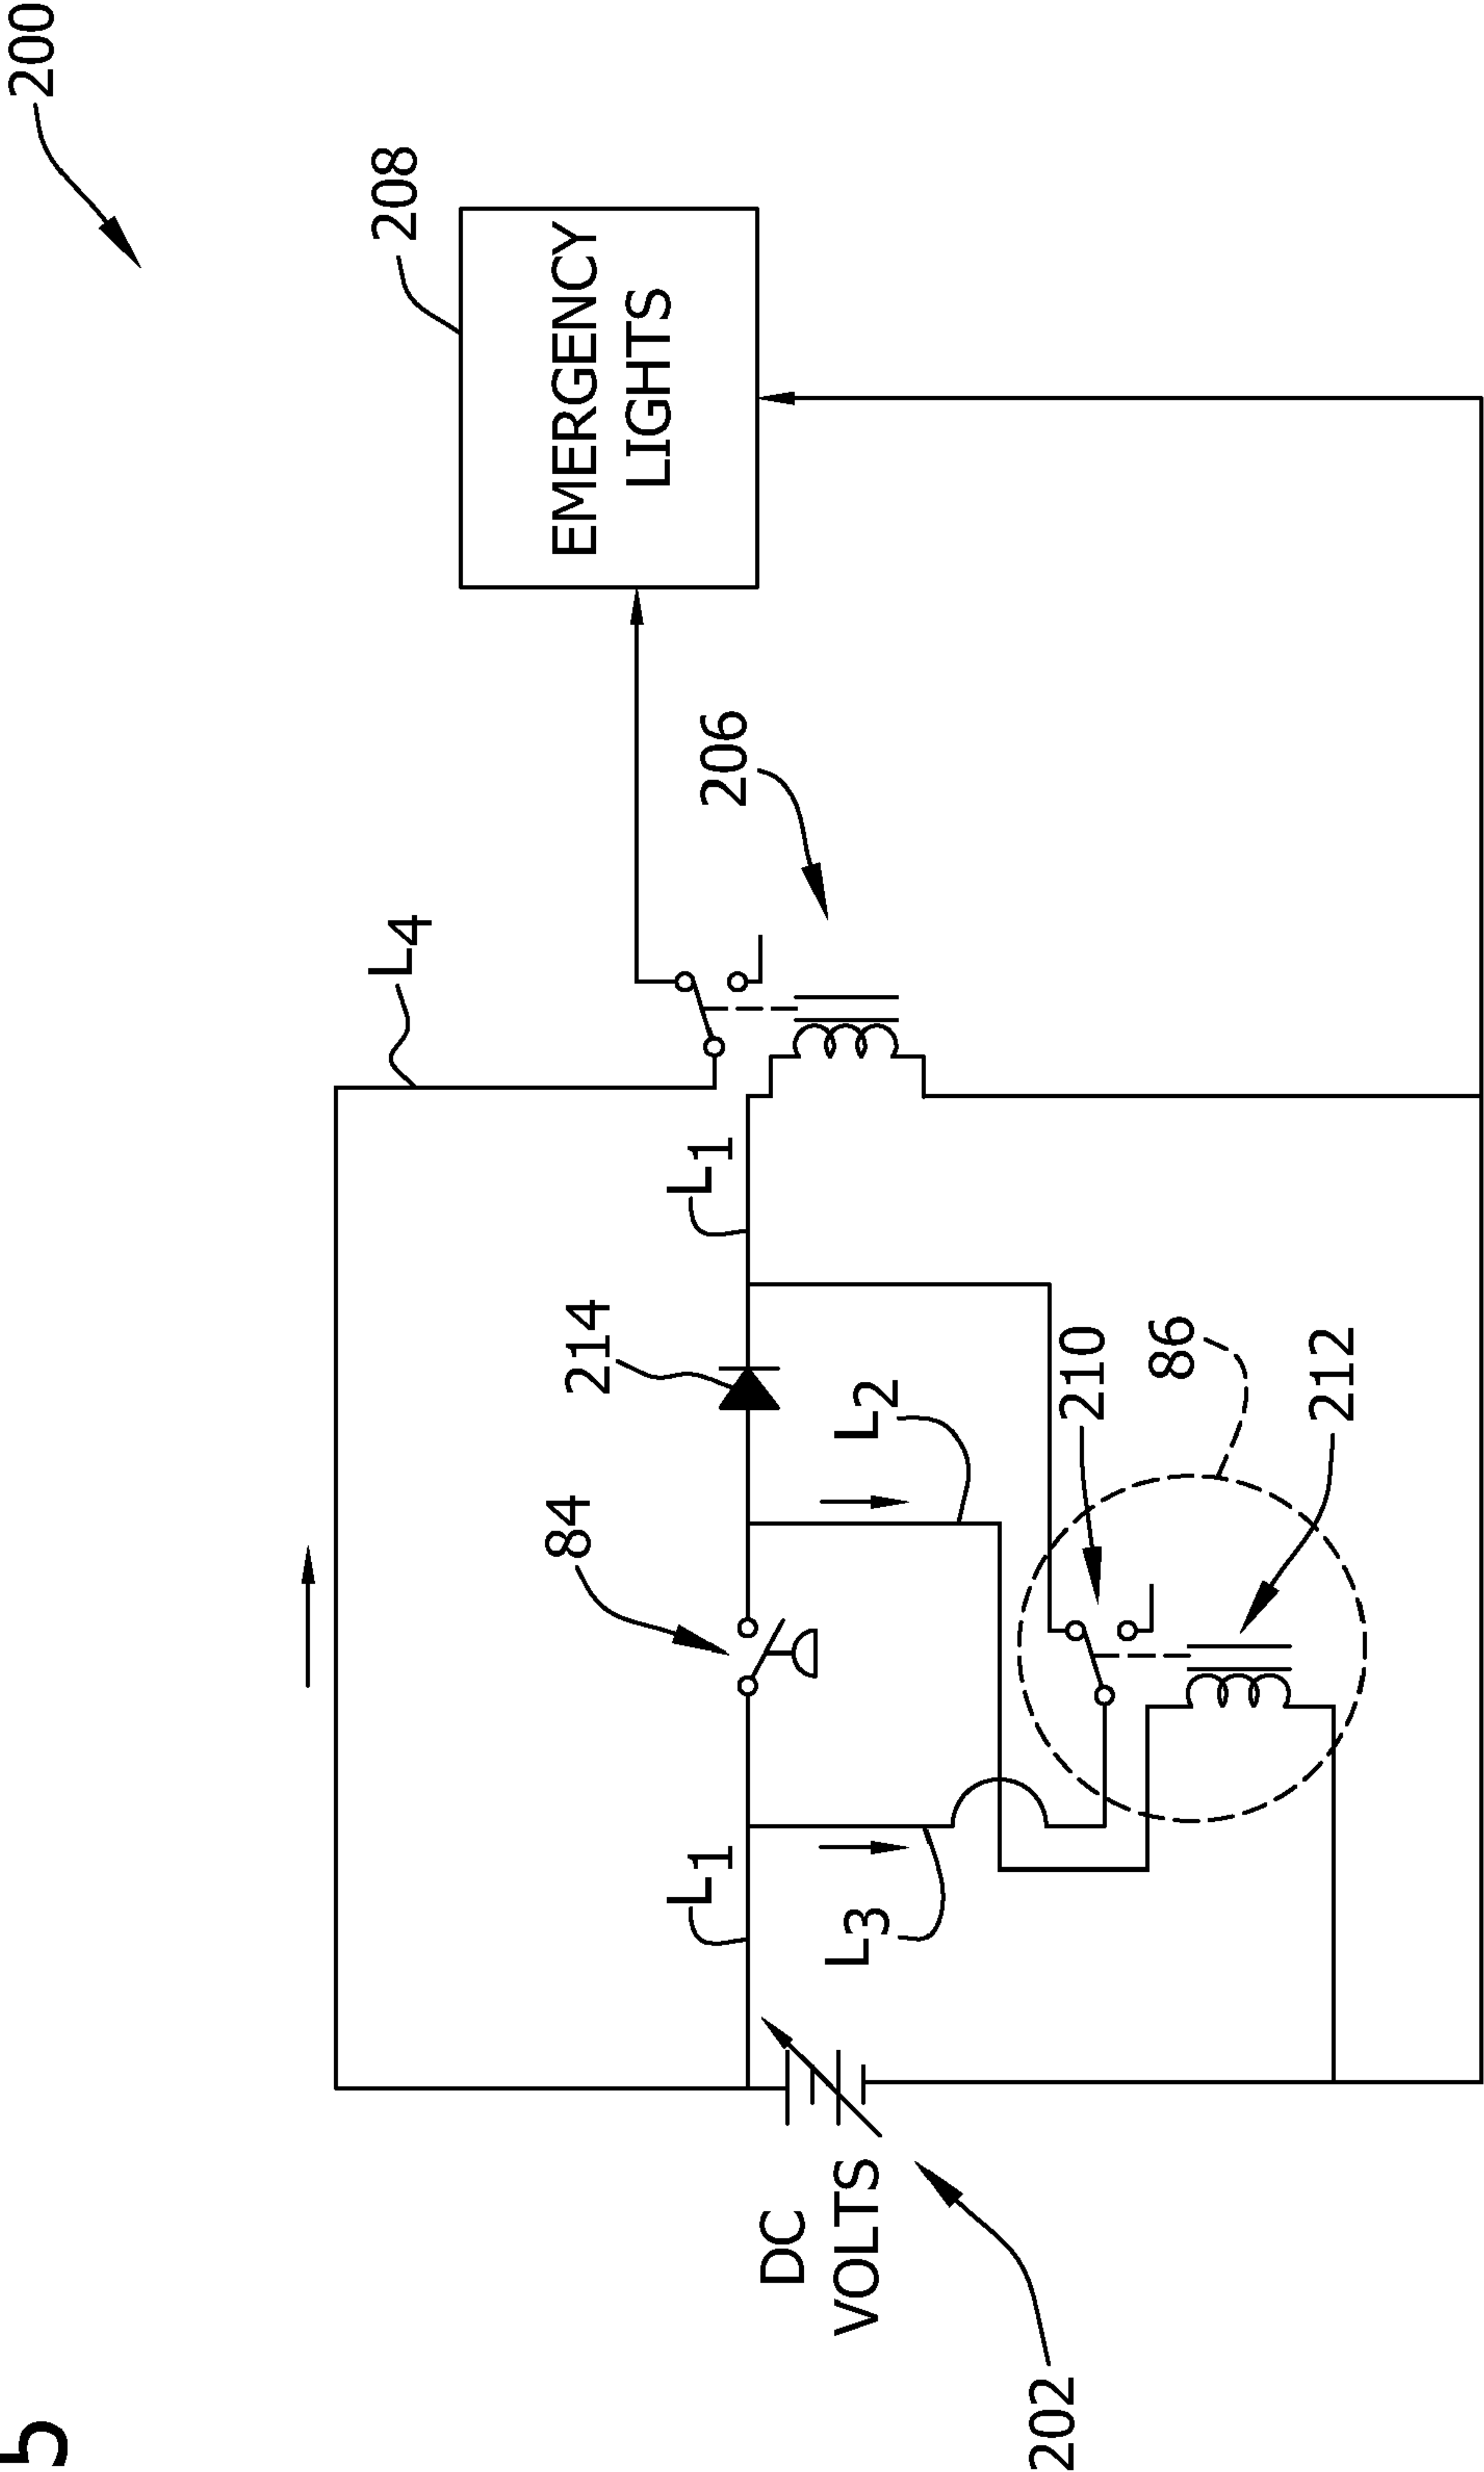 200
208
EMERGENCY
LIGHTS
L4
206
L1
214
84
L2
210
86
212
L1
L3
DC
VOLTS
202
5